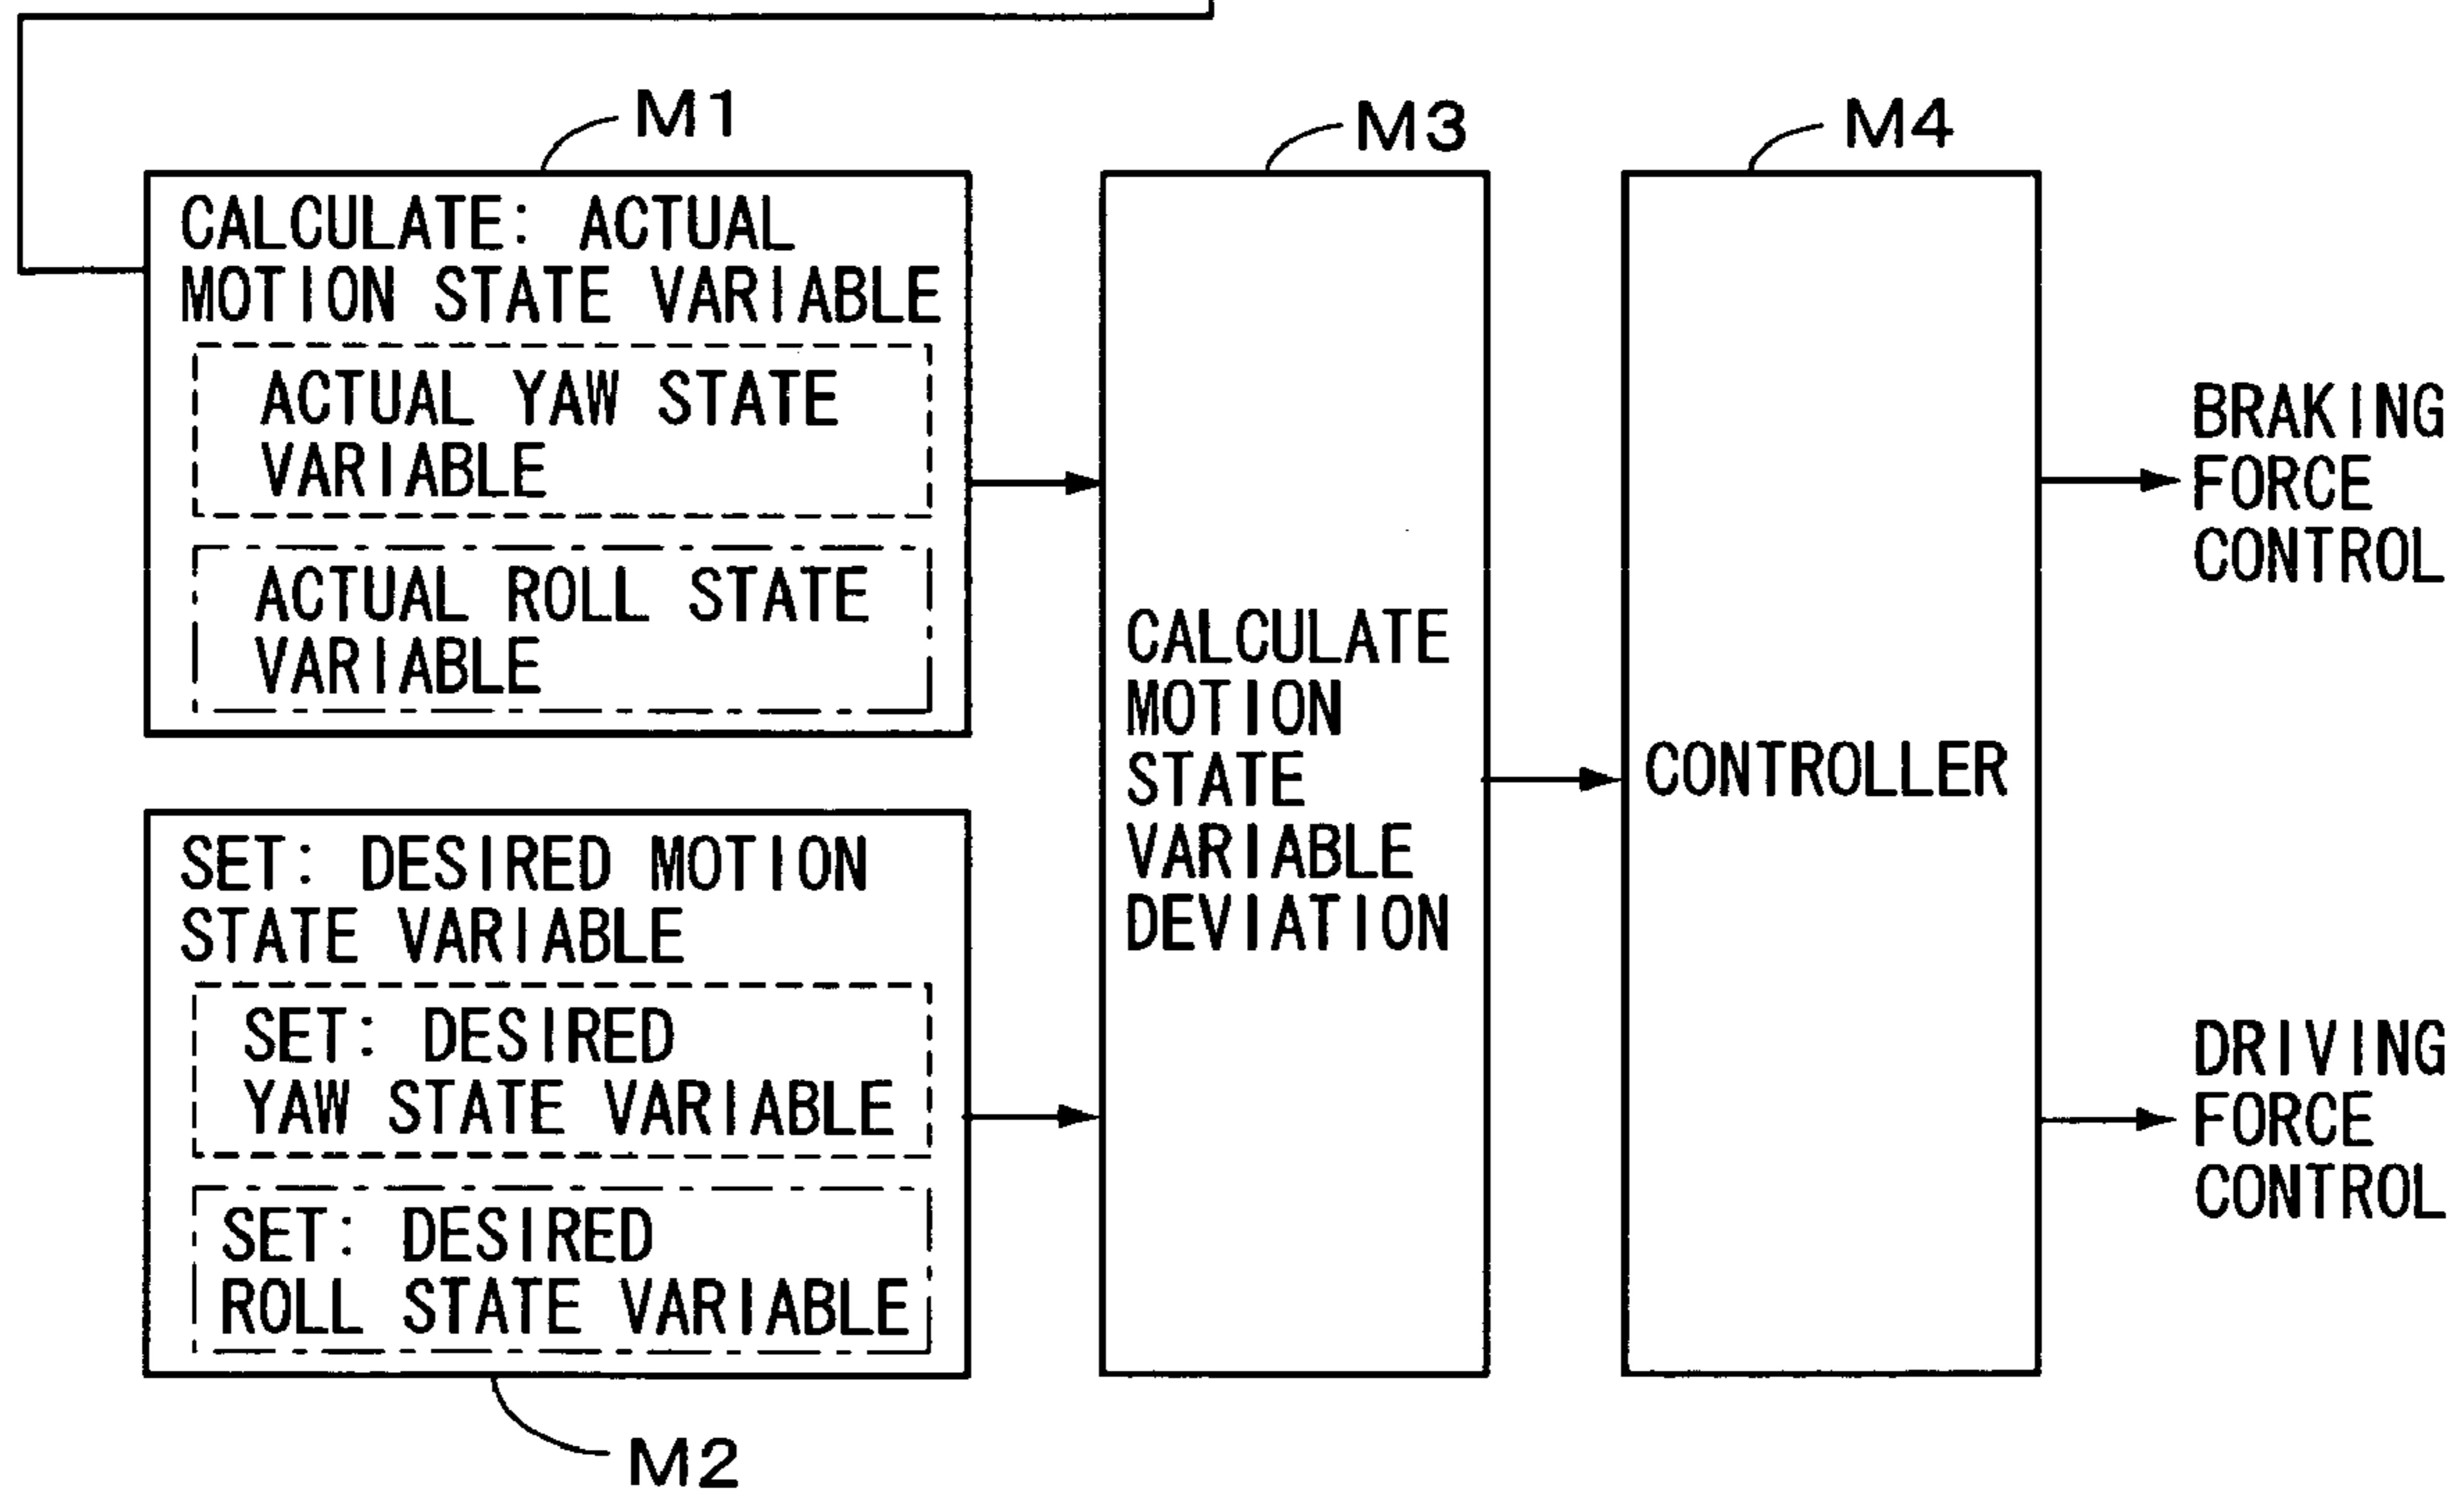 M1
CALCULATE: ACTUAL
MOTION STATE VARIABLE
ACTUAL YAW STATE
VARIABLE
ACTUAL ROLL STATE
VARIABLE
SET: DESIRED MOTION
STATE VARIABLE
SET: DESIRED
YAW STATE VARIABLE
SET: DESIRED
ROLL STATE VARIABLE
M2
M3
CALCULATE
MOTION
STATE
VARIABLE
DEVIATION
M4
CONTROLLER
BRAKING
FORCE
CONTROL
DRIVING
FORCE
CONTROL